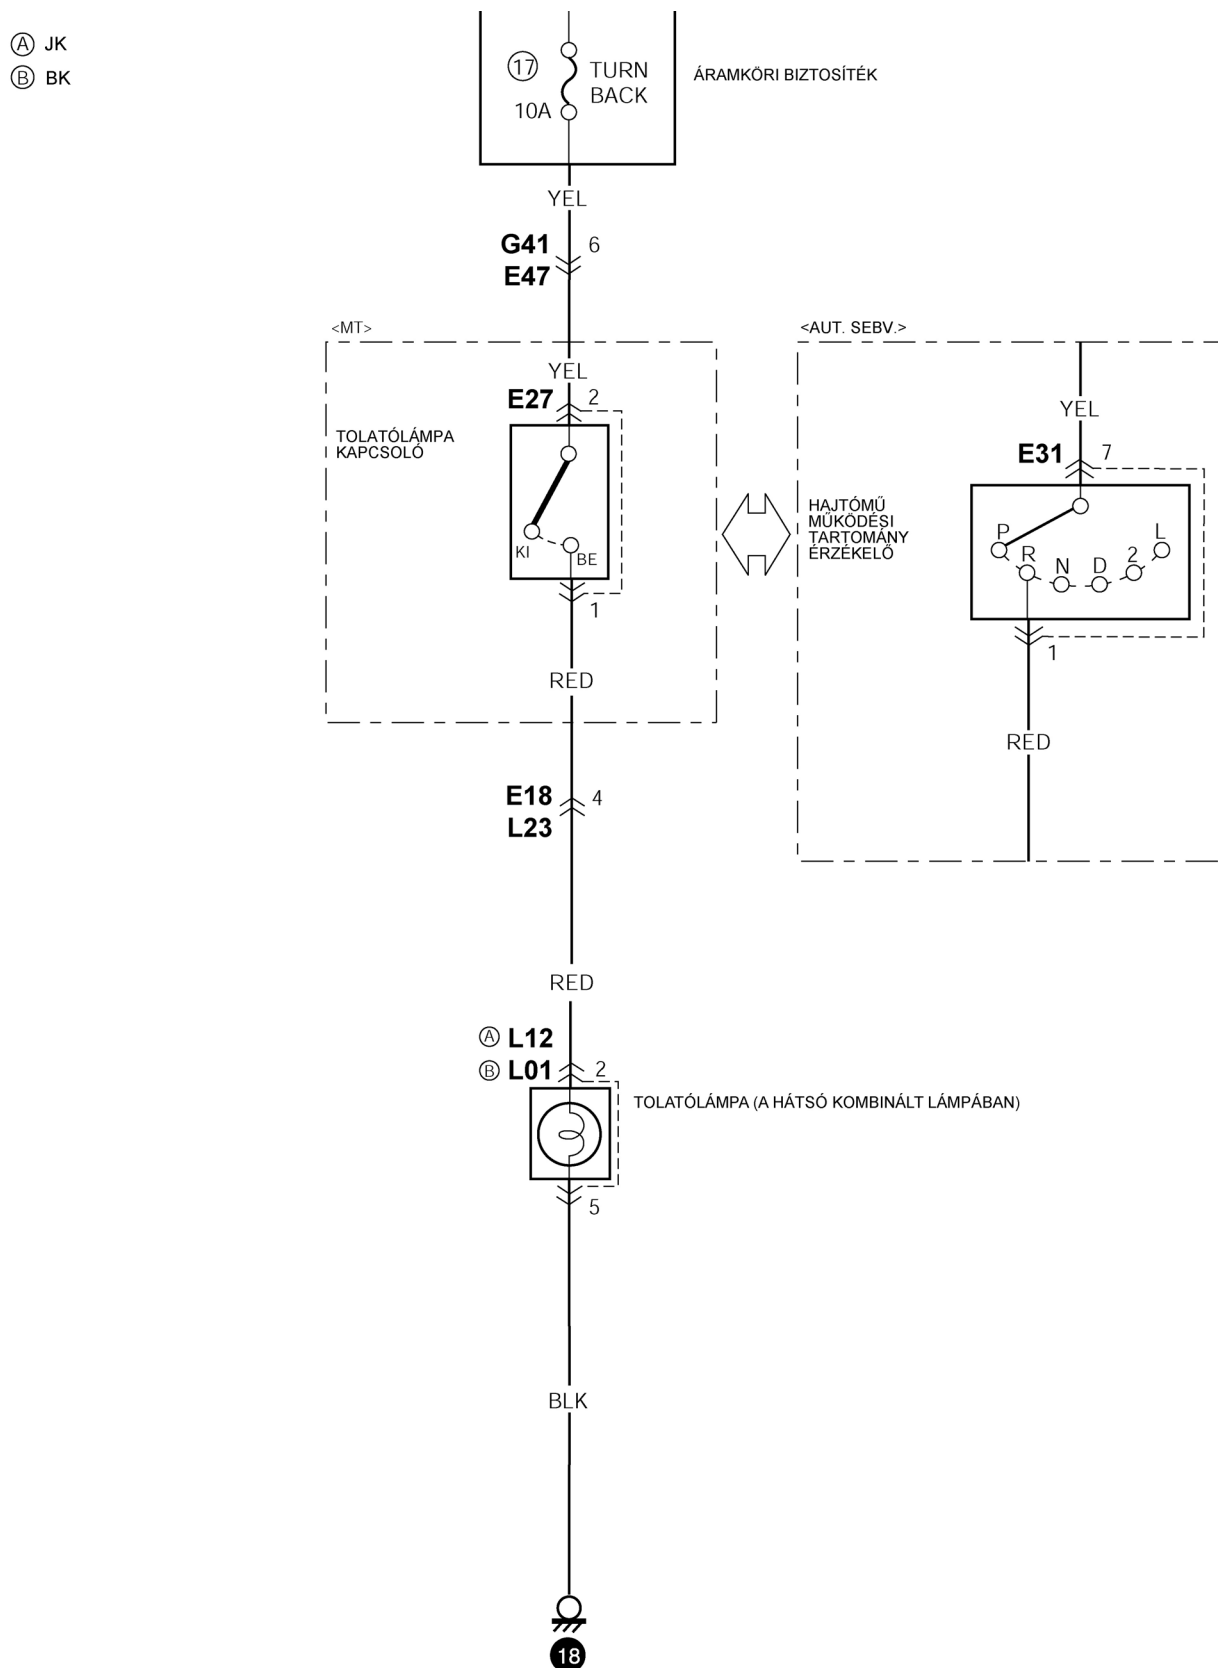 Ⓐ JK
Ⓑ BK
⑰ TURN
BACK
10A
ÁRAMKÖRI BIZTOSÍTÉK
YEL
G41 6
E47
<MT>
<AUT. SEBV.>
YEL
E27 2
TOLATÓLÁMPA
KAPCSOLÓ
KI
BE
1
RED
YEL
E31 7
HAJTÓMŰ
MŰKÖDÉSI
TARTOMÁNY
ÉRZÉKELŐ
P R N D 2 L
1
RED
E18 4
L23
RED
Ⓐ L12
Ⓑ L01 2
TOLATÓLÁMPA (A HÁTSÓ KOMBINÁLT LÁMPÁBAN)
5
BLK
18